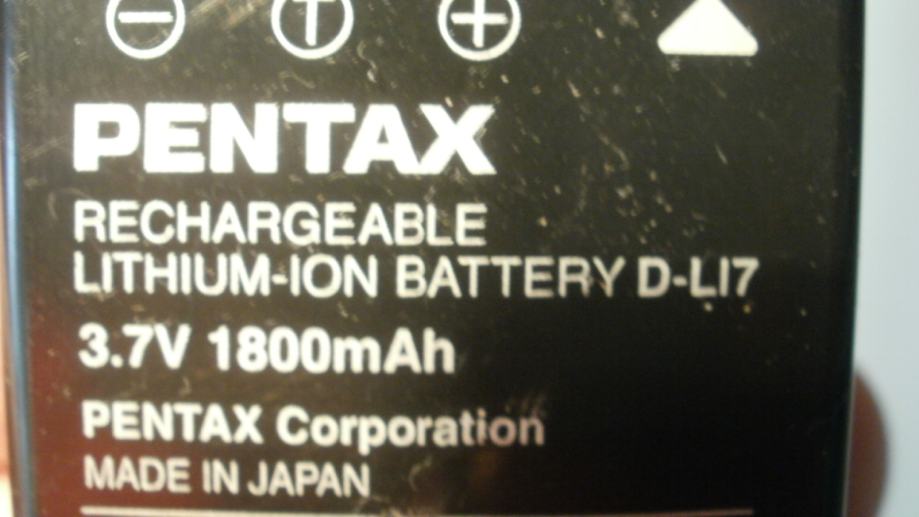 − T +
PENTAX
RECHARGEABLE
LITHIUM-ION BATTERY D-LI7
3.7V 1800mAh
PENTAX Corporation
MADE IN JAPAN